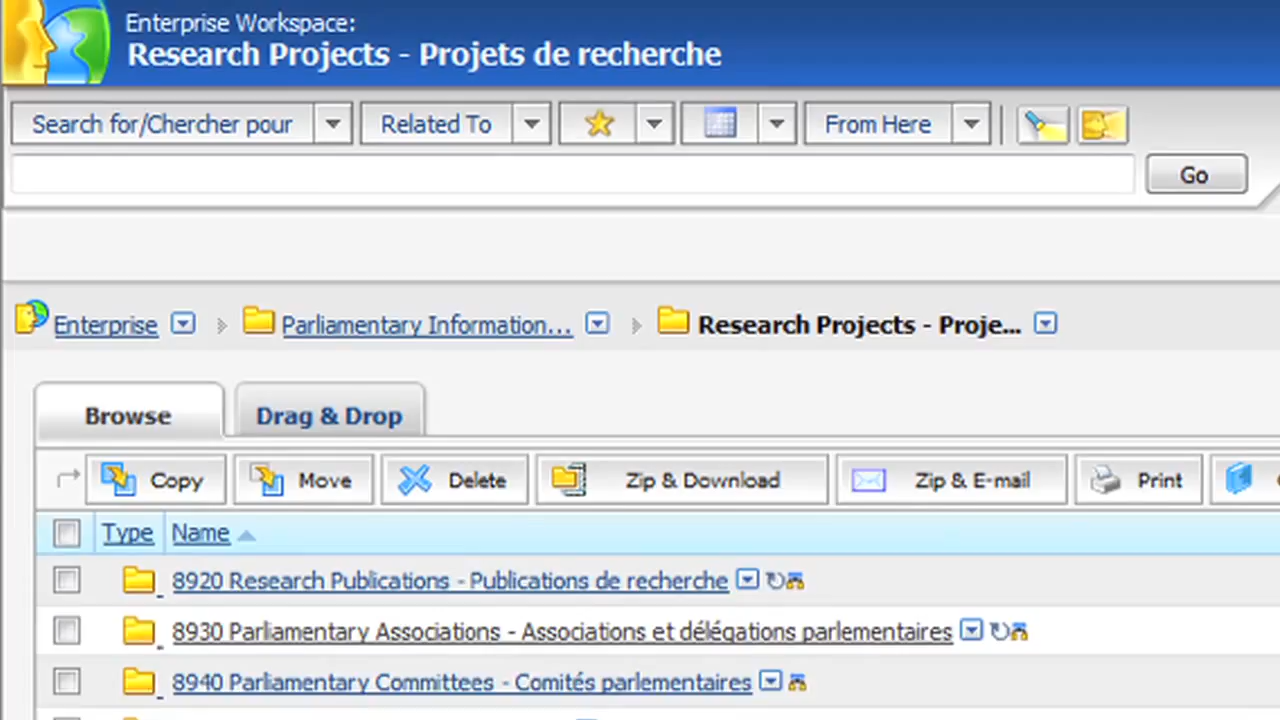 Enterprise Workspace:
Research Projects - Projets de recherche
Search for/Chercher pour Related To From Here
Go
Enterprise Parliamentary Information... Research Projects - Proje...
Browse Drag & Drop
Copy Move Delete Zip & Download Zip & E-mail Print
Type Name
8920 Research Publications - Publications de recherche
8930 Parliamentary Associations - Associations et délégations parlementaires
8940 Parliamentary Committees - Comités parlementaires